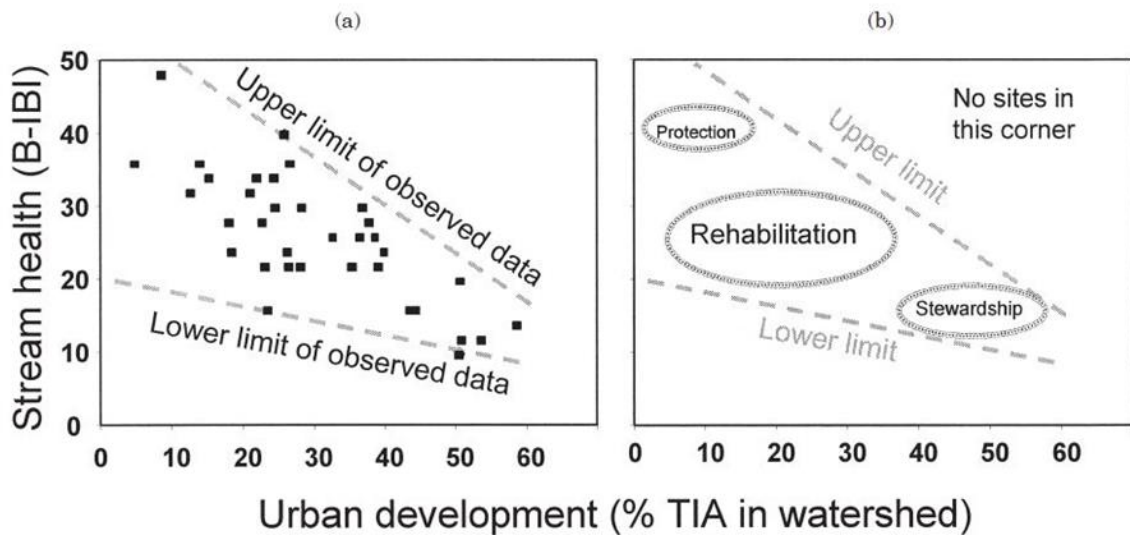 (a)
(b)
Stream health (B-IBI)
50
40
30
20
10
0
Upper limit of observed data
Lower limit of observed data
0 10 20 30 40 50 60
No sites in
this corner
Protection
Upper limit
Rehabilitation
Stewardship
Lower limit
0 10 20 30 40 50 60
Urban development (% TIA in watershed)